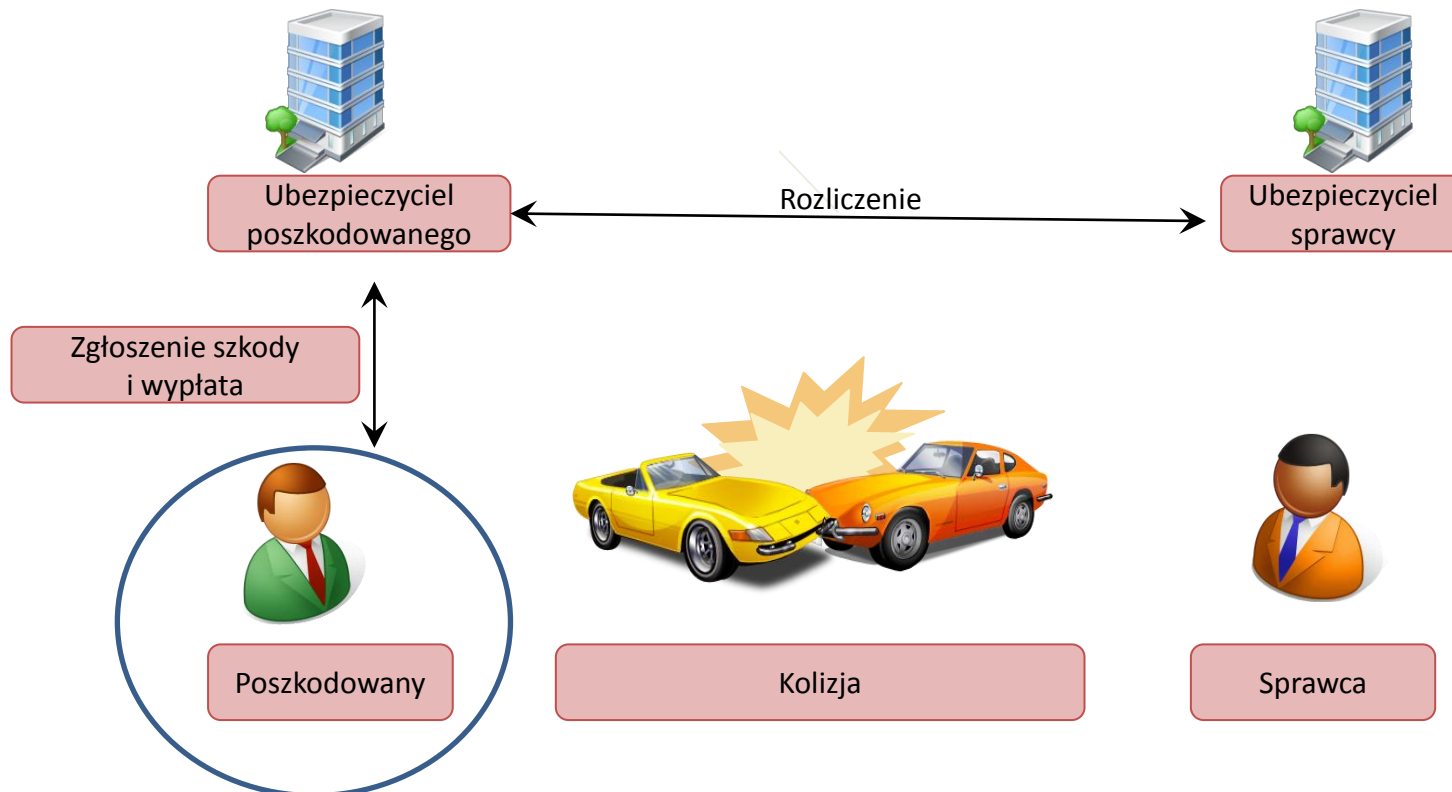 Ubezpieczyciel
poszkodowanego
Rozliczenie
Ubezpieczyciel
sprawcy
Zgłoszenie szkody
i wypłata
Poszkodowany
Kolizja
Sprawca